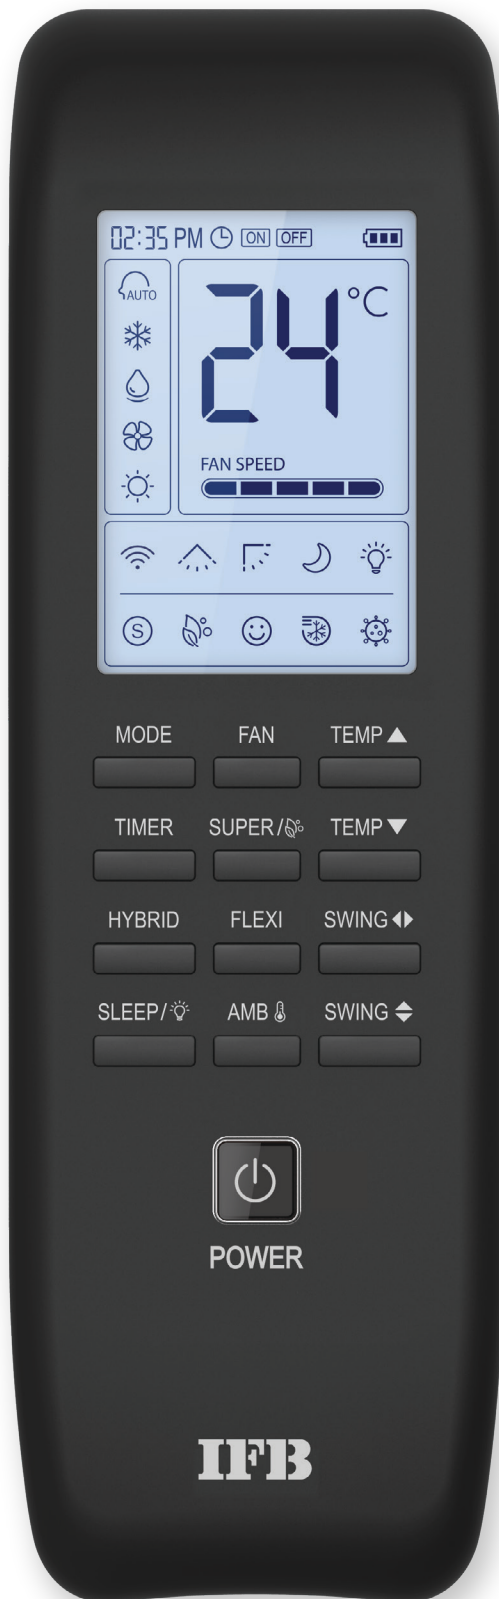 02:35 PM ON OFF
AUTO
24 °C
FAN SPEED
S
MODE FAN TEMP
TIMER SUPER/ TEMP
HYBRID FLEXI SWING
SLEEP/ AMB SWING
POWER
IFB